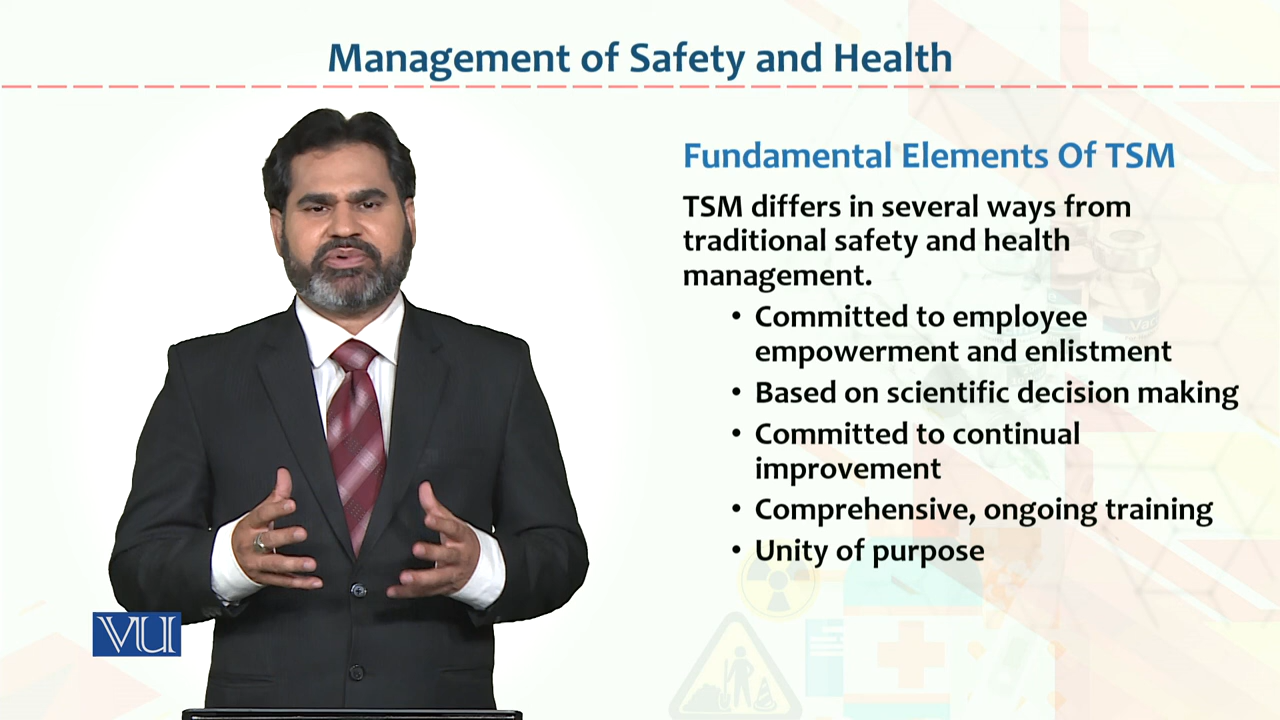 Management of Safety and Health
Fundamental Elements Of TSM
TSM differs in several ways from
traditional safety and health
management.
• Committed to employee
empowerment and enlistment
• Based on scientific decision making
• Committed to continual
improvement
• Comprehensive, ongoing training
• Unity of purpose
VU